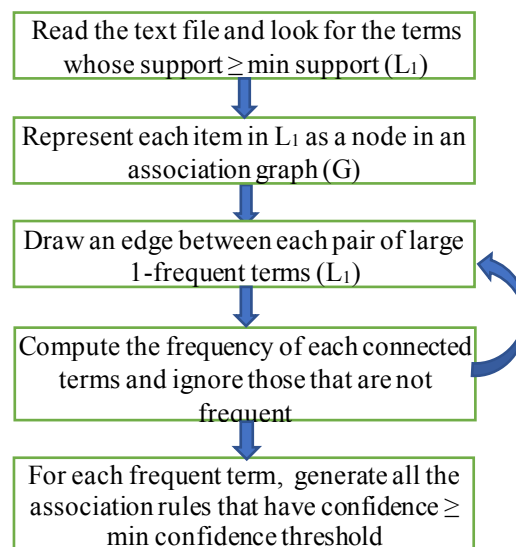 Read the text file and look for the terms
whose support ≥ min support (L₁)
Represent each item in L₁ as a node in an
association graph (G)
Draw an edge between each pair of large
1-frequent terms (L₁)
Compute the frequency of each connected
terms and ignore those that are not
frequent
For each frequent term, generate all the
association rules that have confidence ≥
min confidence threshold